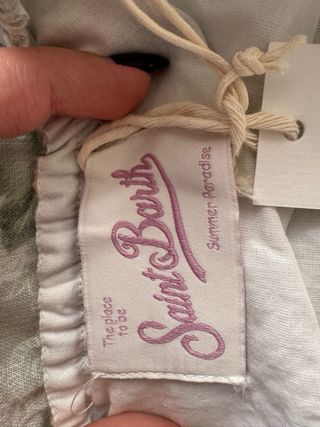 The place
to be
Saint Barth
Summer Paradise